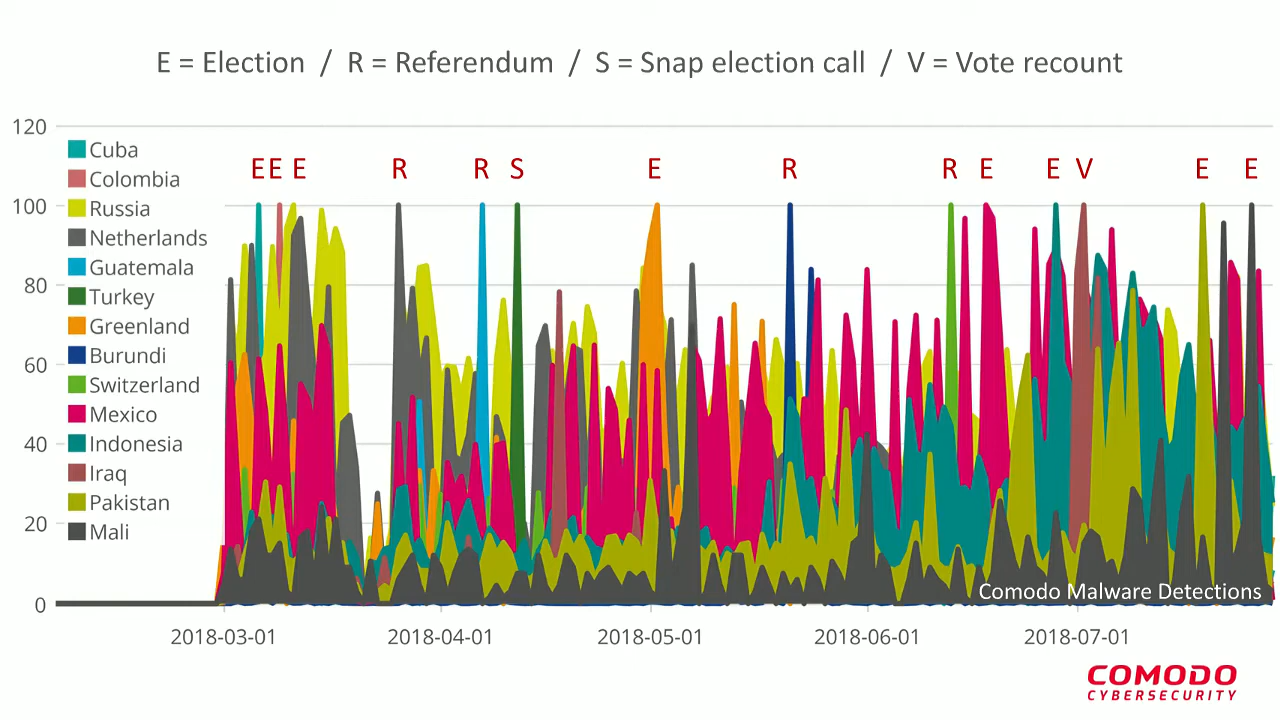 E = Election / R = Referendum / S = Snap election call / V = Vote recount
120
100
80
60
40
20
0
Cuba
Colombia
Russia
Netherlands
Guatemala
Turkey
Greenland
Burundi
Switzerland
Mexico
Indonesia
Iraq
Pakistan
Mali
E E E R R S E R R E E V E E
Comodo Malware Detections
2018-03-01 2018-04-01 2018-05-01 2018-06-01 2018-07-01
COMODO
CYBERSECURITY